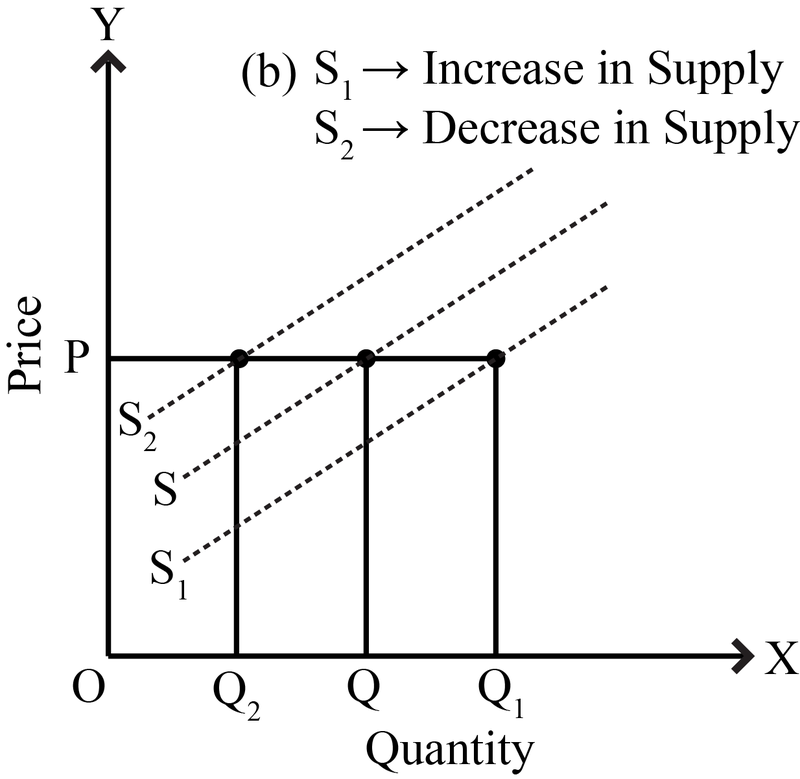 Y
(b) S₁ → Increase in Supply
S₂ → Decrease in Supply
Price
P
S₂
S
S₁
O
Q₂
Q
Q₁
X
Quantity